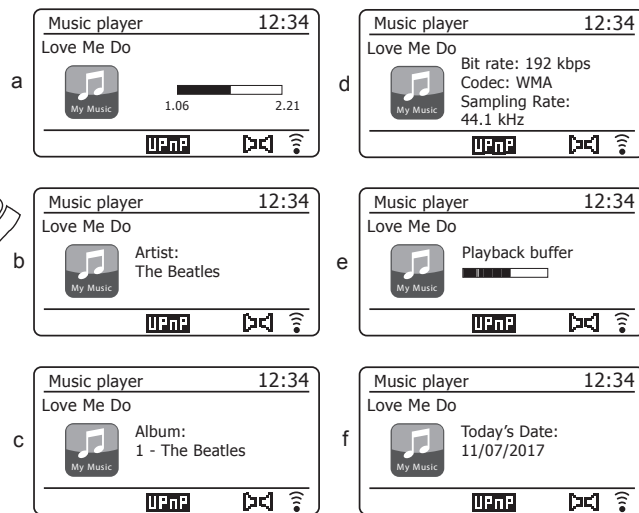 a
Music player 12:34
Love Me Do
My Music
1.06 2.21
UPnP
b
Music player 12:34
Love Me Do
My Music
Artist:
The Beatles
UPnP
c
Music player 12:34
Love Me Do
My Music
Album:
1 - The Beatles
UPnP
d
Music player 12:34
Love Me Do
My Music
Bit rate: 192 kbps
Codec: WMA
Sampling Rate:
44.1 kHz
UPnP
e
Music player 12:34
Love Me Do
My Music
Playback buffer
UPnP
f
Music player 12:34
Love Me Do
My Music
Today's Date:
11/07/2017
UPnP